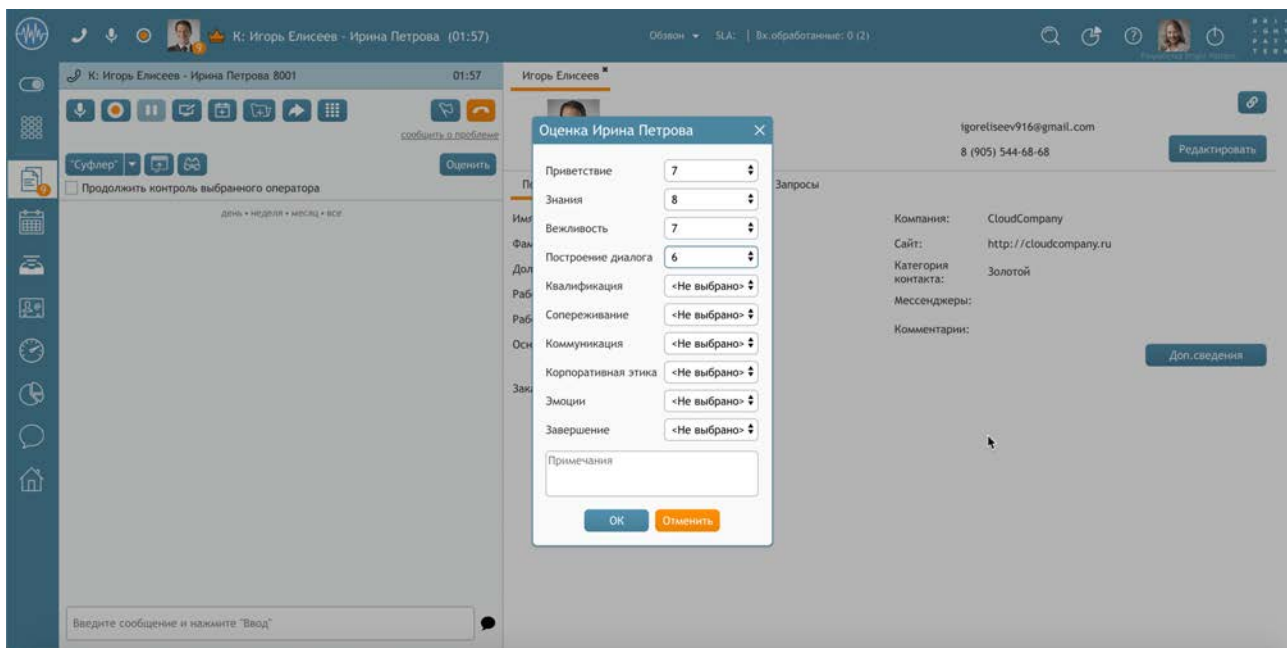 К: Игорь Елисеев - Ирина Петрова (01:57)
Обзвон
SLA: | Вх.обработанные: 0 (2)
К: Игорь Елисеев - Ирина Петрова 8001 01:57
сообщить о проблеме
"Суфлер"
Оценить
Продолжить контроль выбранного оператора
день • неделя • месяц • все
Введите сообщение и нажмите "Ввод"
Игорь Елисеев
igoreliseev916@gmail.com
8 (905) 544-68-68
Редактировать
Запросы
Имя
Компания: CloudCompany
Сайт: http://cloudcompany.ru
Категория
контакта: Золотой
Мессенджеры:
Комментарии:
Доп.сведения
Оценка Ирина Петрова
Приветствие 7
Знания 8
Вежливость 7
Построение диалога 6
Квалификация <Не выбрано>
Сопереживание <Не выбрано>
Коммуникация <Не выбрано>
Корпоративная этика <Не выбрано>
Эмоции <Не выбрано>
Завершение <Не выбрано>
Примечания
ОК Отменить